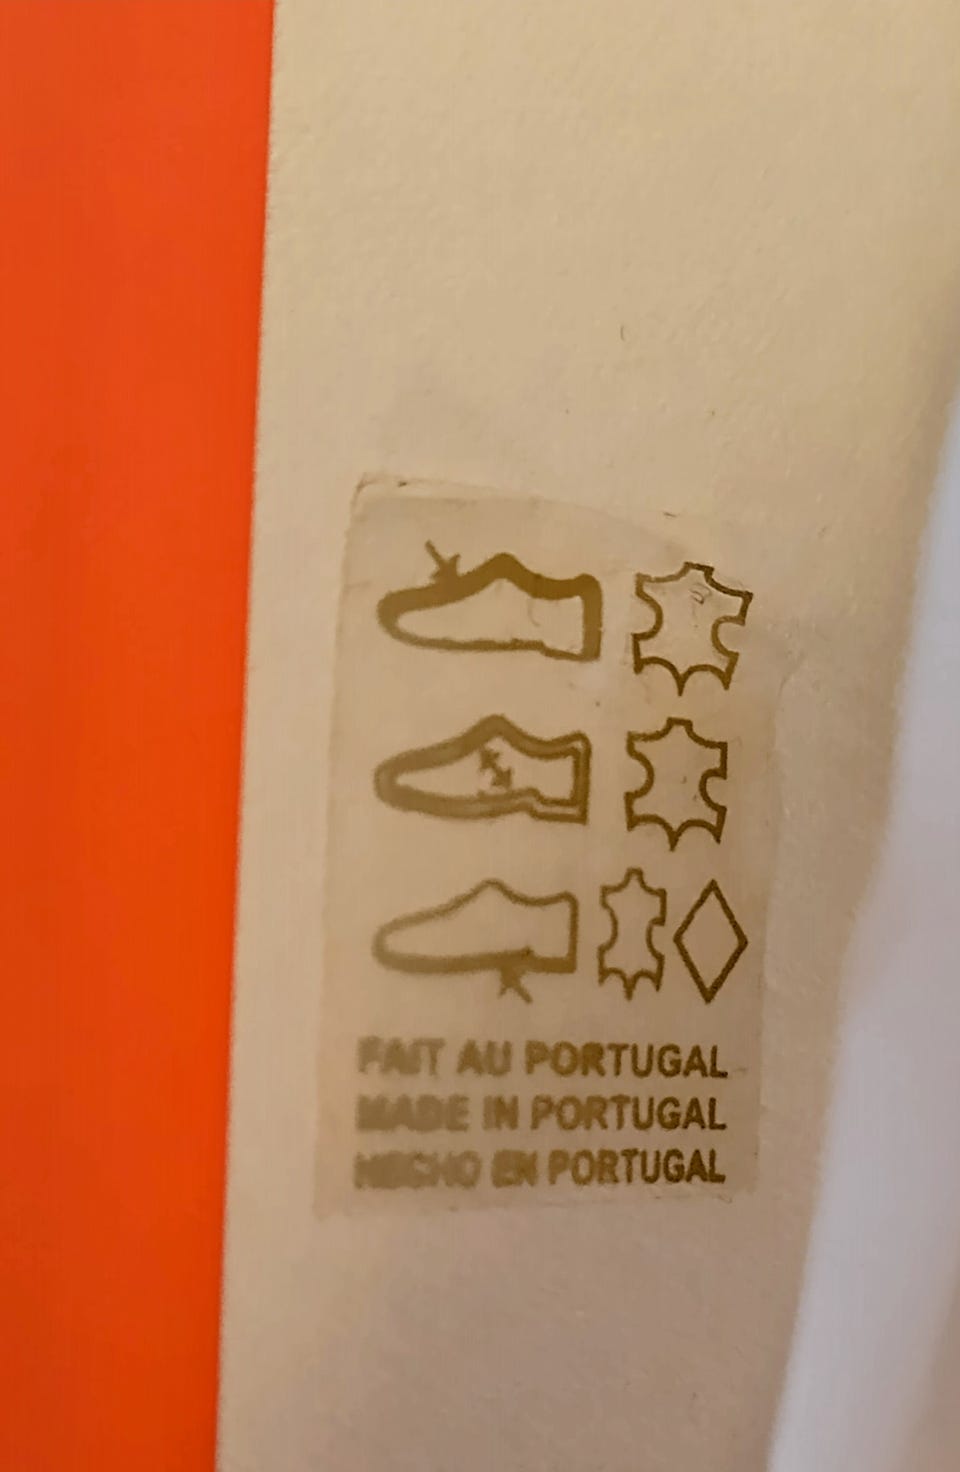 FAIT AU PORTUGAL
MADE IN PORTUGAL
HECHO EN PORTUGAL